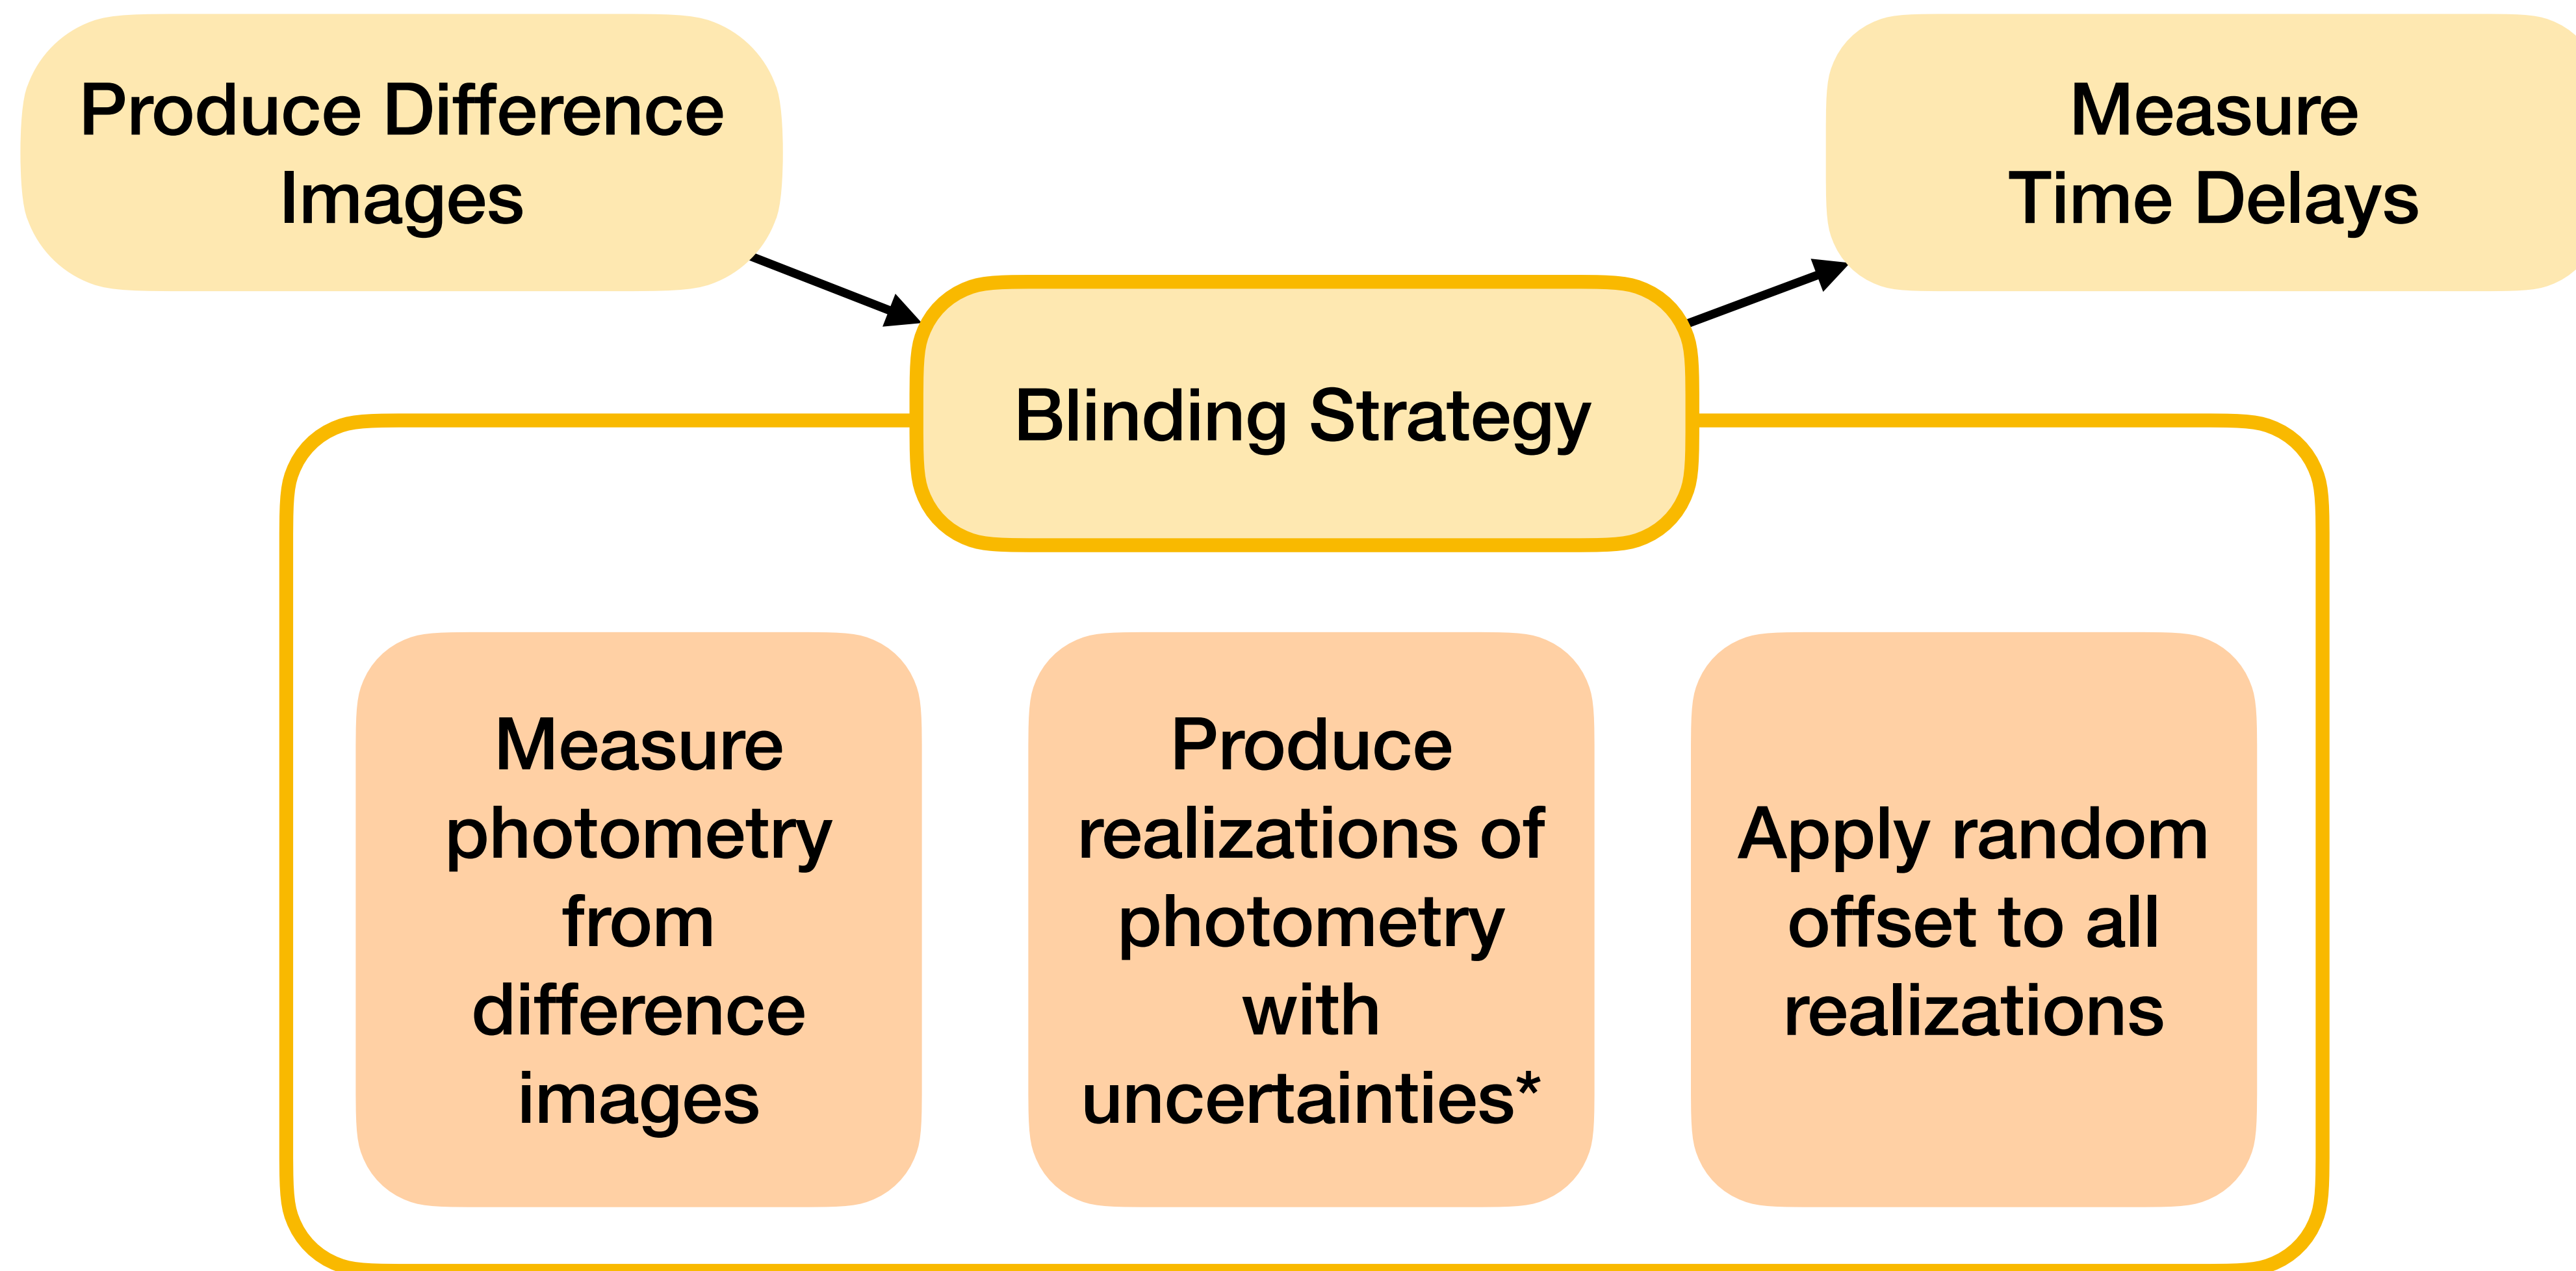 Produce Difference
Images
Measure
Time Delays
Blinding Strategy
Measure
photometry
from
difference
images
Produce
realizations of
photometry
with
uncertainties*
Apply random
offset to all
realizations